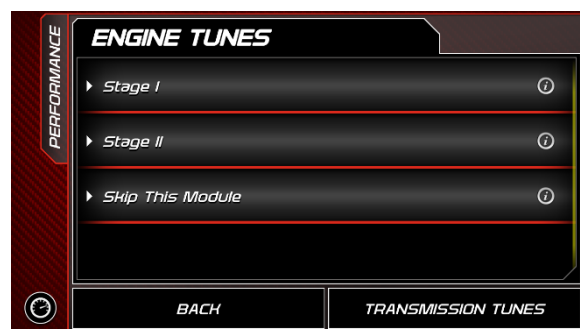 PERFORMANCE
ENGINE TUNES
Stage I
Stage II
Skip This Module
BACK
TRANSMISSION TUNES